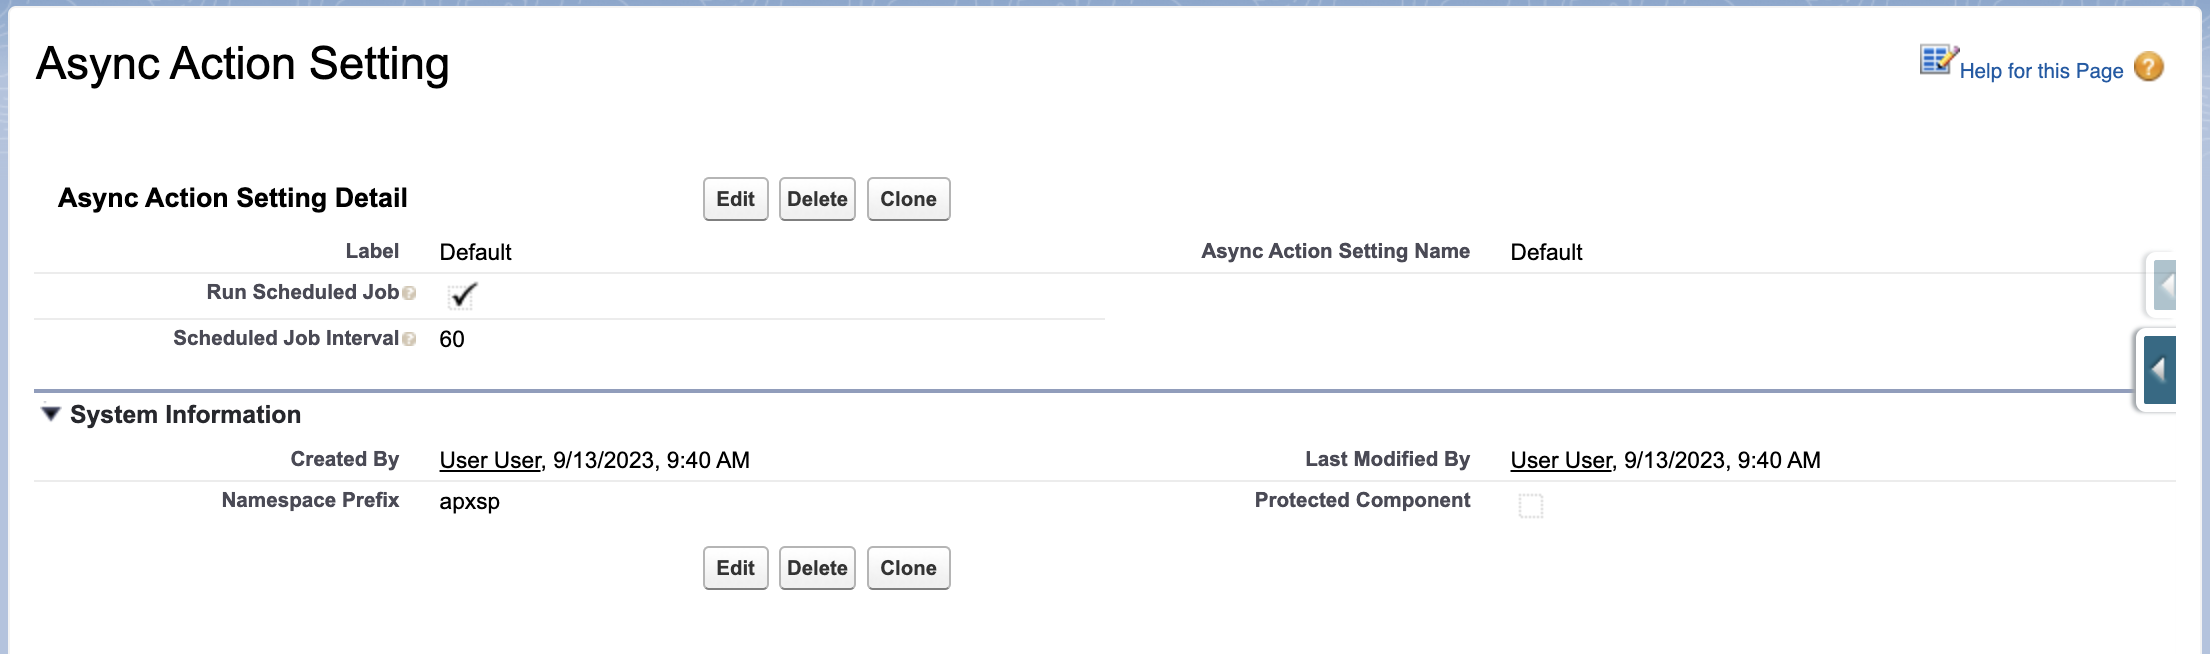 Async Action Setting
Help for this Page ?
Async Action Setting Detail
Edit Delete Clone
Label Default Async Action Setting Name Default
Run Scheduled Job ?
Scheduled Job Interval ? 60
System Information
Created By User User, 9/13/2023, 9:40 AM Last Modified By User User, 9/13/2023, 9:40 AM
Namespace Prefix apxsp Protected Component
Edit Delete Clone